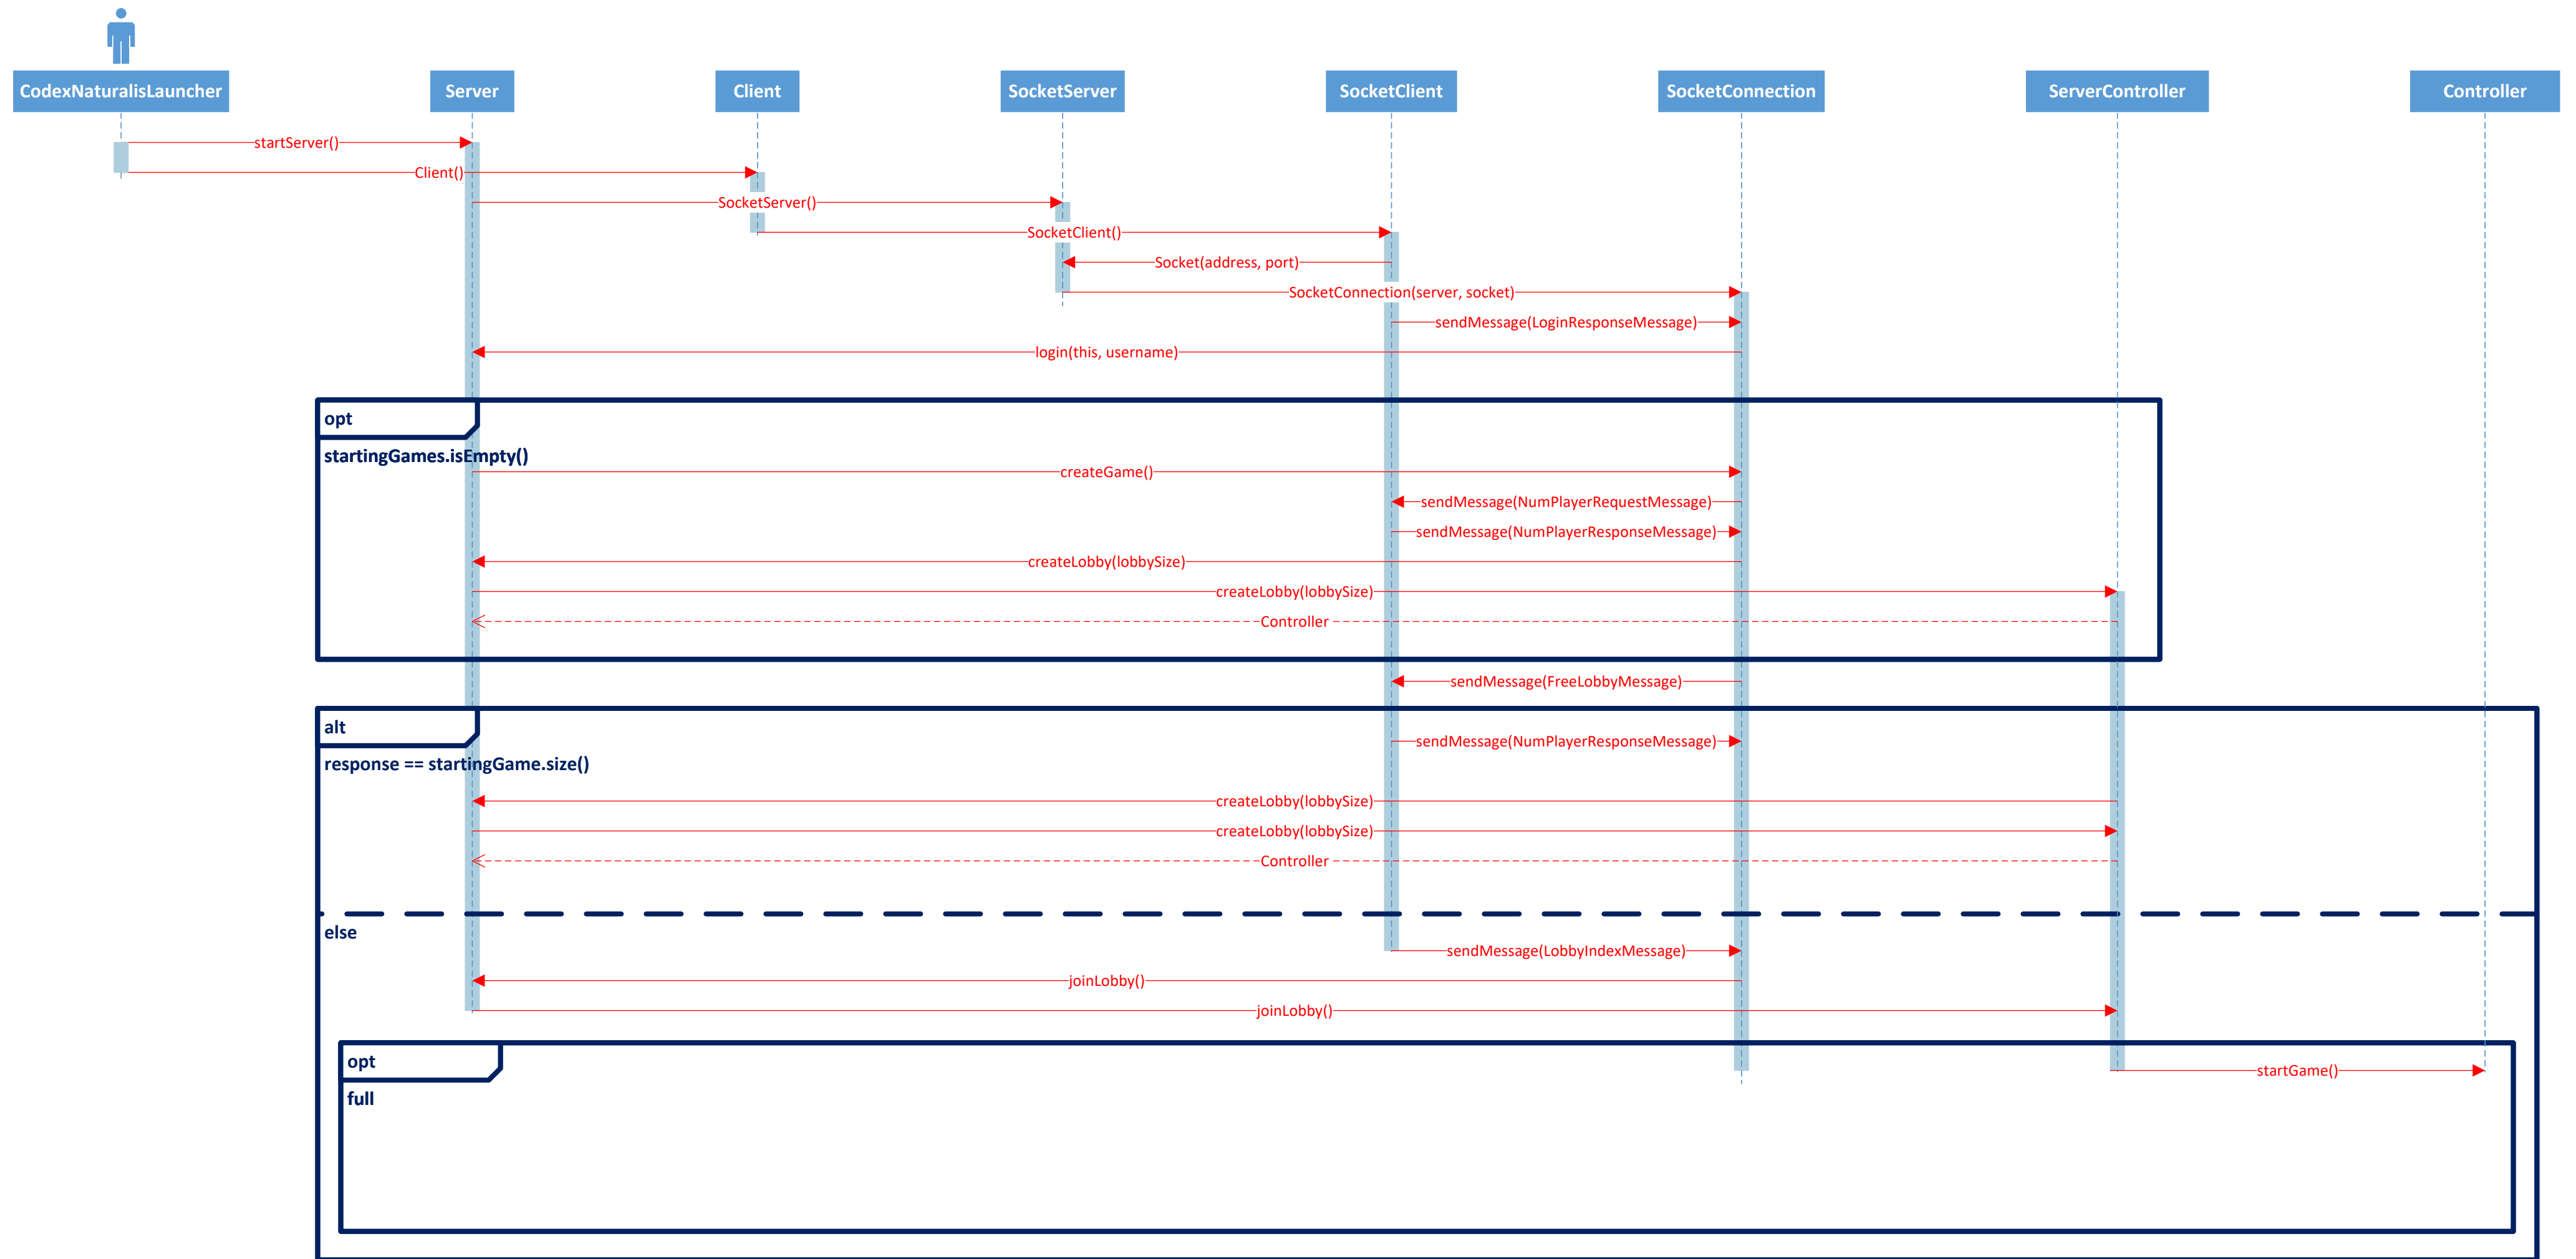 CodexNaturalisLauncher
Server
Client
SocketServer
SocketClient
SocketConnection
ServerController
Controller
startServer()
Client()
SocketServer()
SocketClient()
Socket(address, port)
SocketConnection(server, socket)
sendMessage(LoginResponseMessage)
login(this, username)
opt
startingGames.isEmpty()
createGame()
sendMessage(NumPlayerRequestMessage)
sendMessage(NumPlayerResponseMessage)
createLobby(lobbySize)
createLobby(lobbySize)
Controller
sendMessage(FreeLobbyMessage)
alt
sendMessage(NumPlayerResponseMessage)
response == startingGame.size()
createLobby(lobbySize)
createLobby(lobbySize)
Controller
else
sendMessage(LobbyIndexMessage)
joinLobby()
joinLobby()
opt
startGame()
full